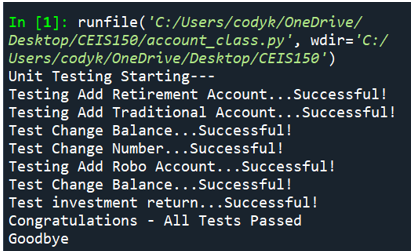 In [1]: runfile('C:/Users/codyk/OneDrive/
Desktop/CEIS150/account_class.py', wdir='C:/
Users/codyk/OneDrive/Desktop/CEIS150')
Unit Testing Starting---
Testing Add Retirement Account...Successful!
Testing Add Traditional Account...Successful!
Test Change Balance...Successful!
Test Change Number...Successful!
Testing Add Robo Account...Successful!
Test Change Balance...Successful!
Test investment return...Successful!
Congratulations - All Tests Passed
Goodbye